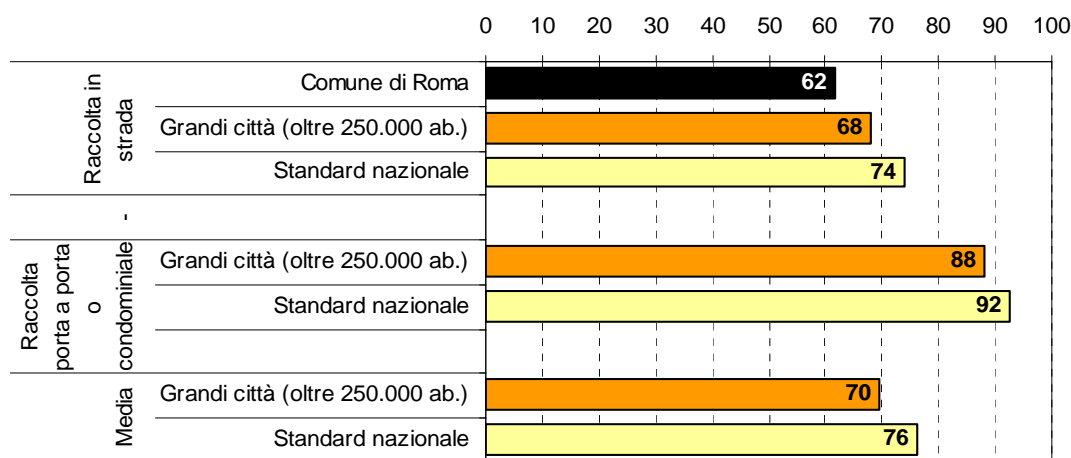 0 10 20 30 40 50 60 70 80 90 100
Raccolta in
strada
Comune di Roma 62
Grandi città (oltre 250.000 ab.) 68
Standard nazionale 74
-
Raccolta
porta a porta
o
condominiale
Grandi città (oltre 250.000 ab.) 88
Standard nazionale 92
Media
Grandi città (oltre 250.000 ab.) 70
Standard nazionale 76